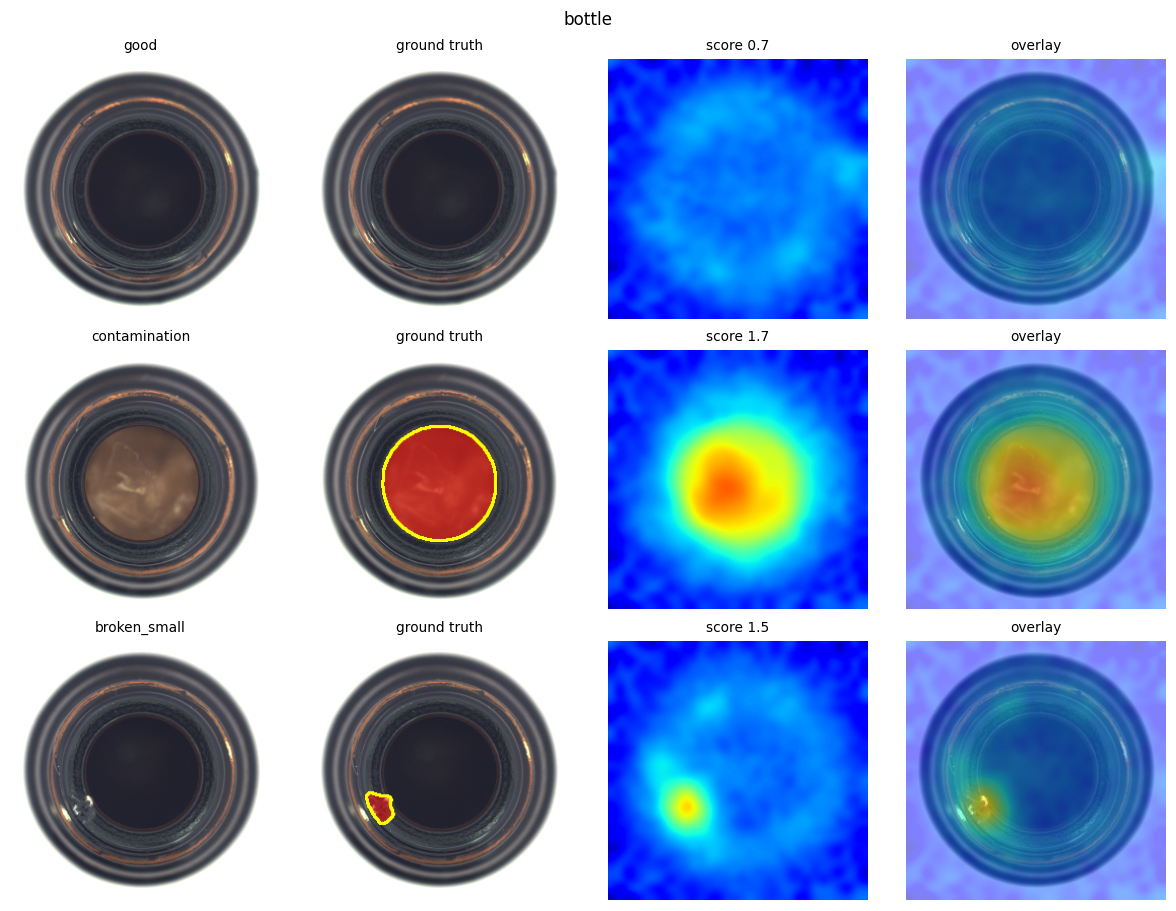 bottle
good
ground truth
score 0.7
overlay
contamination
ground truth
score 1.7
overlay
broken_small
ground truth
score 1.5
overlay